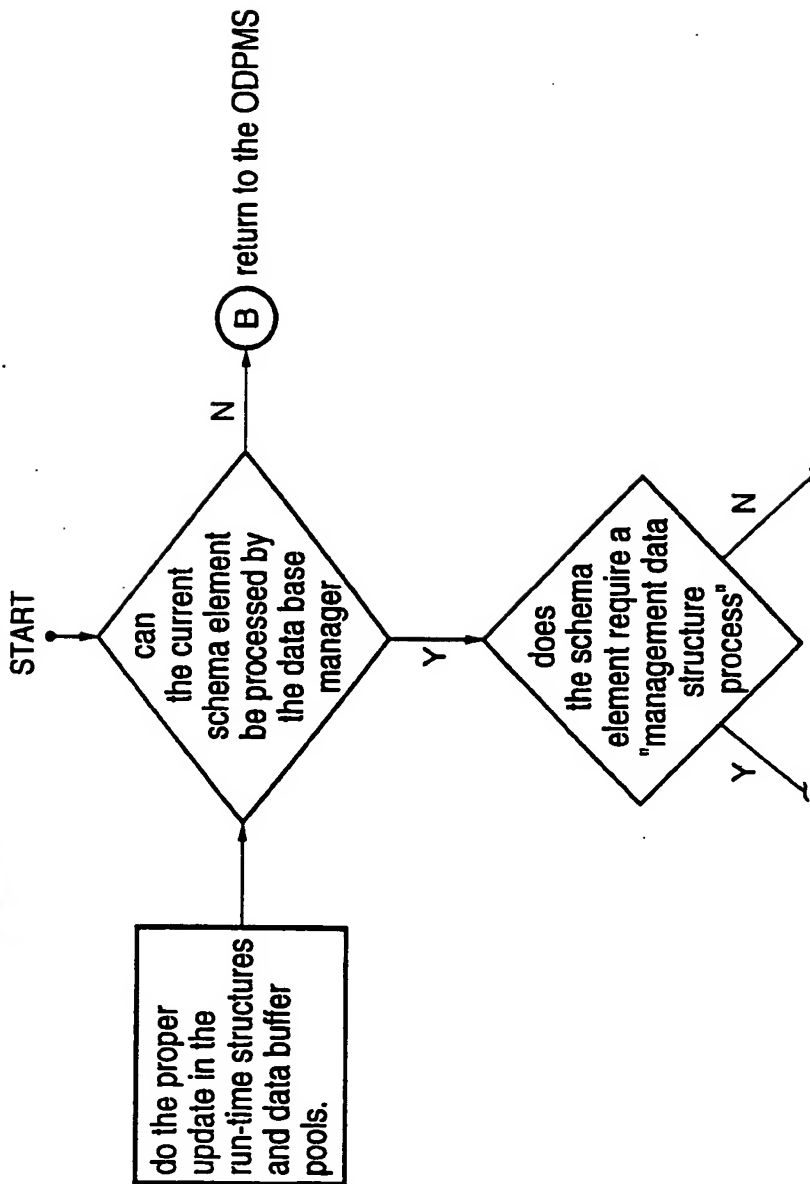 START
can
the current
schema element
be processed by
the data base
manager
N
B
return to the ODPMS
do the proper
update in the
run-time structures
and data buffer
pools.
Y
does
the schema
element require a
"management data
structure
process"
Y
N